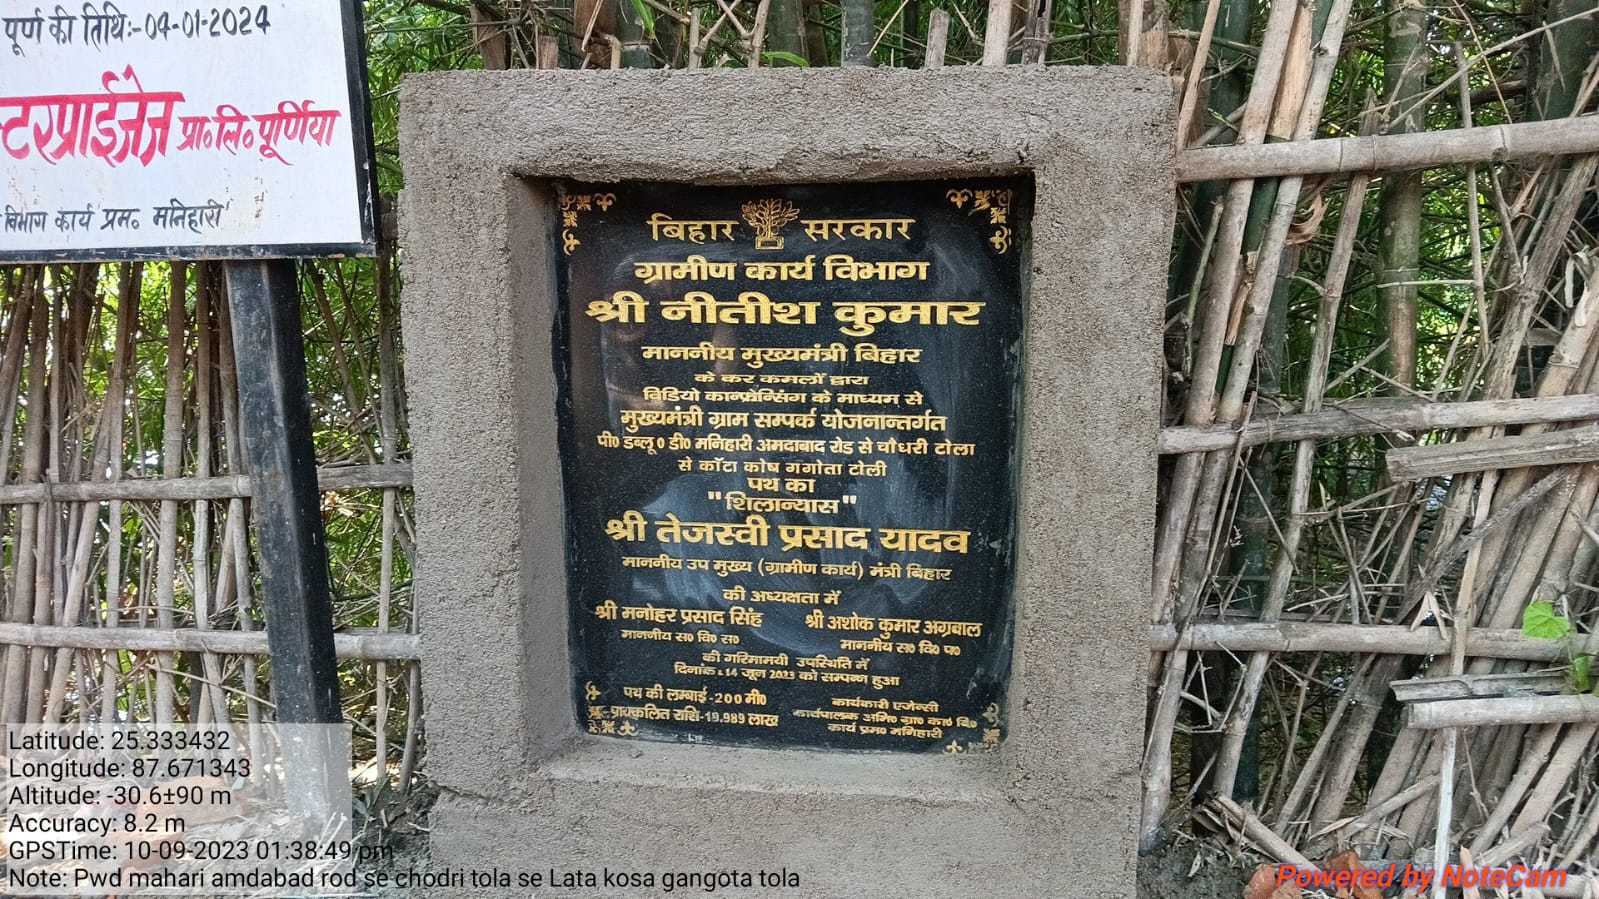 पूर्ण की तिथि:-04-01-2024
टरप्राईजेज प्रा०लि० पूर्णिया
विभाग कार्य प्रम० मनिहारी
बिहार सरकार
ग्रामीण कार्य विभाग
श्री नीतीश कुमार
माननीय मुख्यमंत्री बिहार
के कर कमलों द्वारा
विडियो कान्फ्रेन्सिंग के माध्यम से
मुख्यमंत्री ग्राम सम्पर्क योजनान्तर्गत
पी० डब्लू० डी० मनिहारी अमदाबाद रोड से चौधरी टोला
से काँटा कोष गगोता टोली
पथ का
"शिलान्यास"
श्री तेजस्वी प्रसाद यादव
माननीय उप मुख्य (ग्रामीण कार्य) मंत्री बिहार
की अध्यक्षता में
श्री मनोहर प्रसाद सिंह श्री अशोक कुमार अग्रवाल
माननीय स० वि० स० माननीय स० वि० प०
की गरिमामयी उपस्थिति में
दिनांक : 14 जून 2023 को सम्पन्न हुआ
पथ की लम्बाई-200 मी० कार्यकारी एजेन्सी
प्राक्कलित राशि-19.989 लाख कार्यपालक अभि० ग्रा० का० वि०
कार्य प्रम० मनिहारी
Latitude: 25.333432
Longitude: 87.671343
Altitude: -30.6±90 m
Accuracy: 8.2 m
GPSTime: 10-09-2023 01:38:49 pm
Note: Pwd mahari amdabad rod se chodri tola se Lata kosa gangota tola
Powered by NoteCam